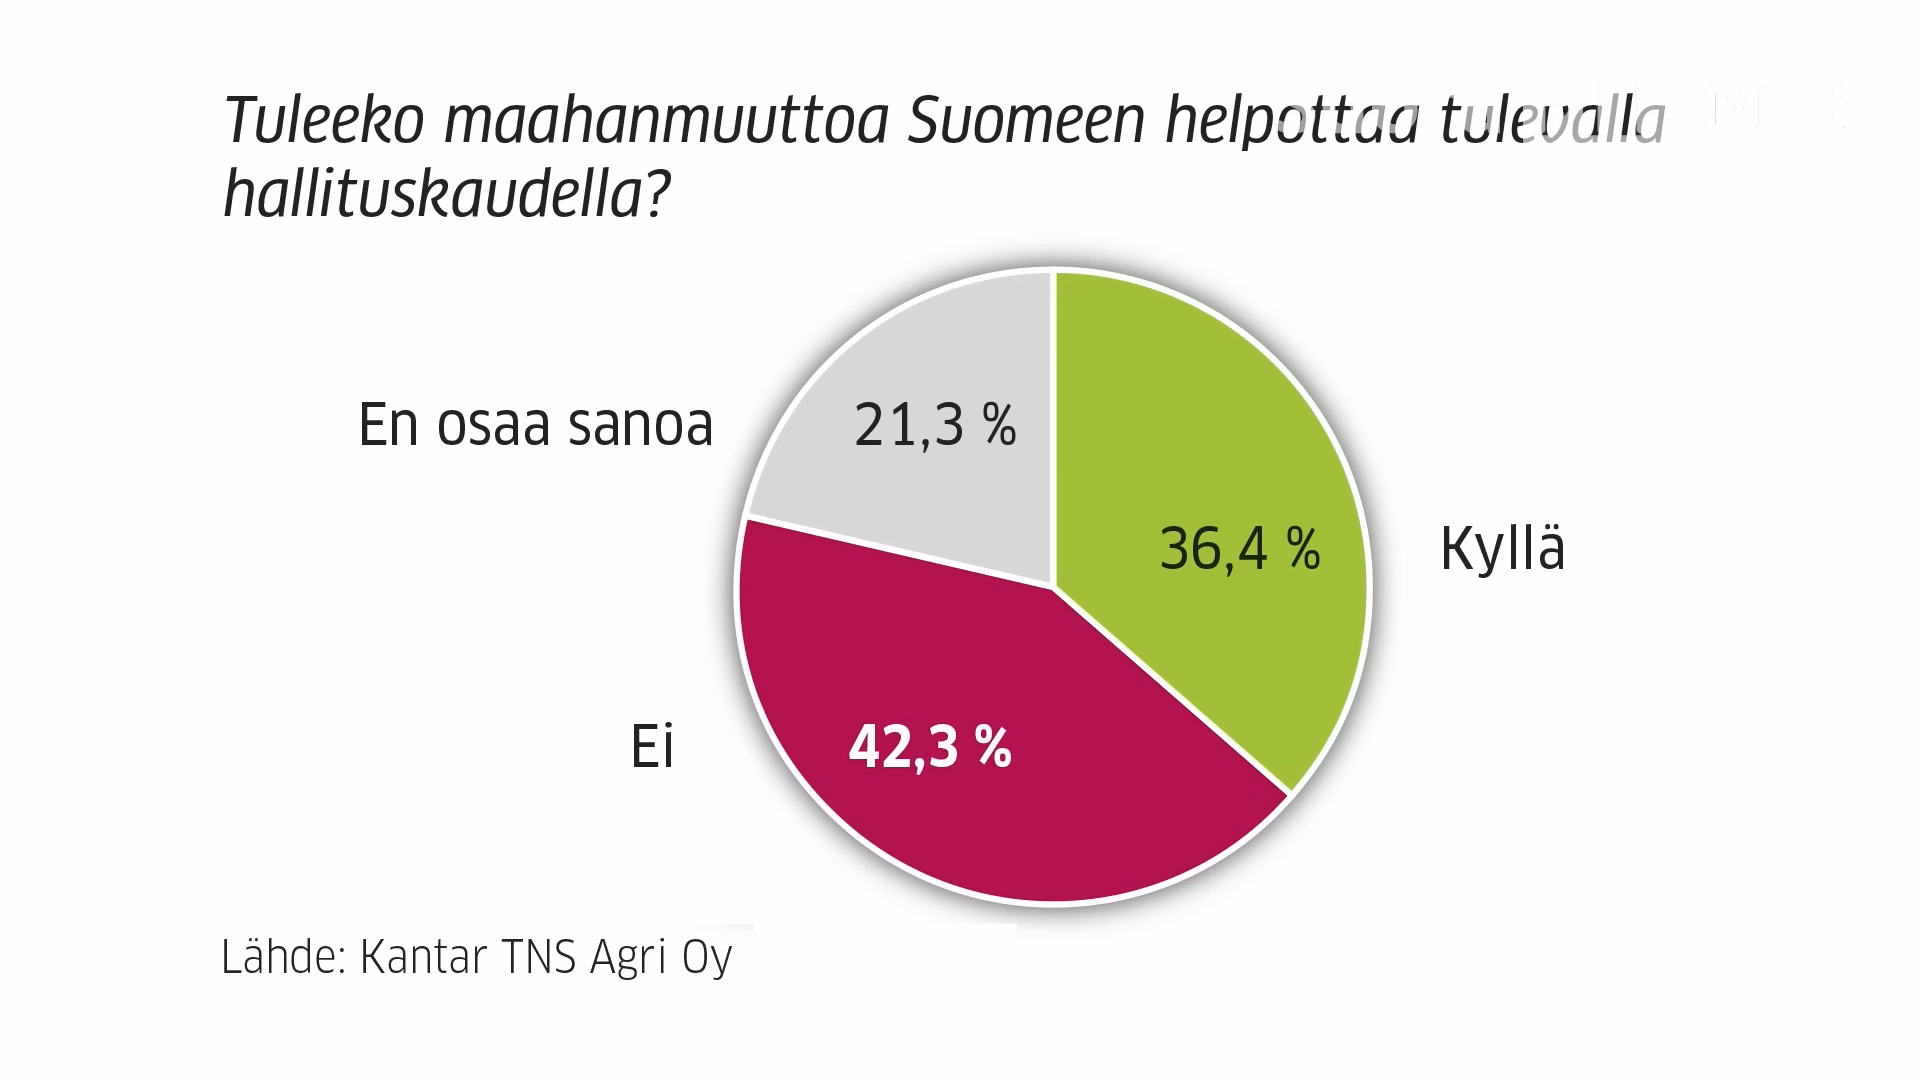 Tuleeko maahanmuuttoa Suomeen helpottaa tulevalla
hallituskaudella?
En osaa sanoa
21,3 %
36,4 %
Kyllä
Ei
42,3 %
Lähde: Kantar TNS Agri Oy